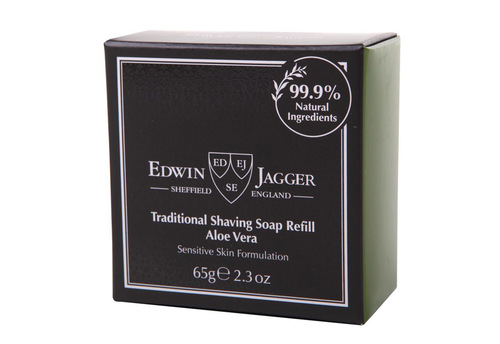 99.9%
Natural
Ingredients
ED EJ
SE
EDWIN JAGGER
SHEFFIELD ENGLAND
Traditional Shaving Soap Refill
Aloe Vera
Sensitive Skin Formulation
65g℮ 2.3 oz